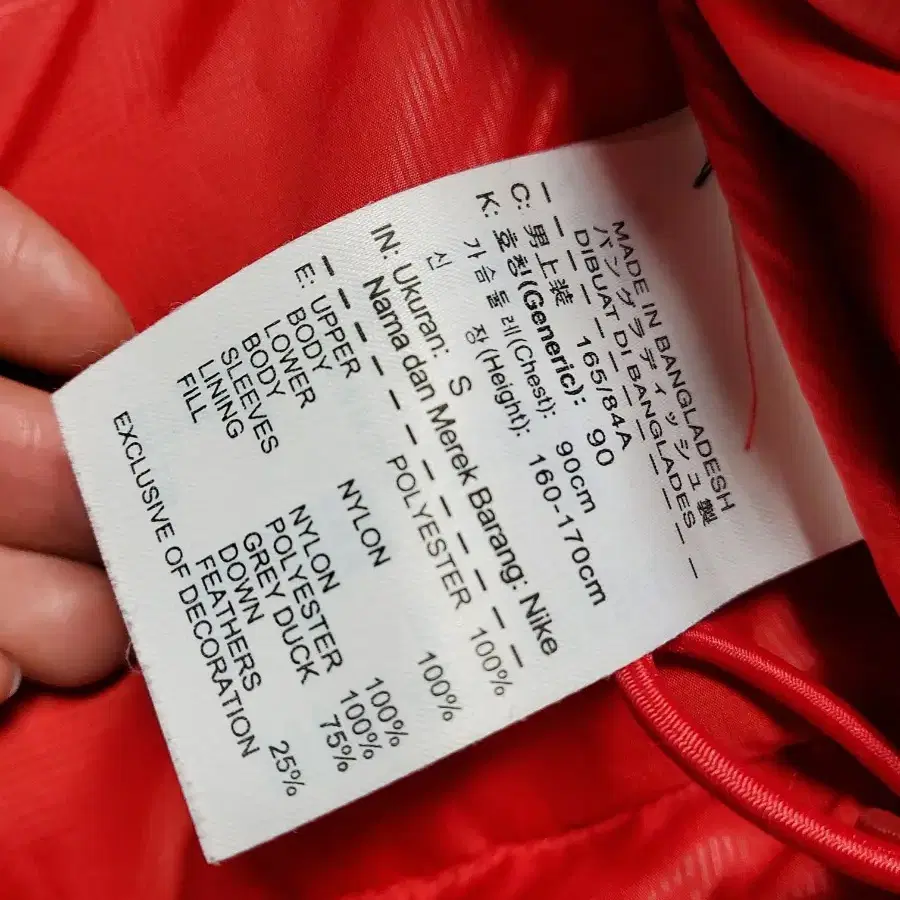 MADE IN BANGLADESH
バングラディッシュ製
DIBUAT DI BANGLADES
C: 男上装 165/84A
K: 호칭(Generic): 90
가슴둘레(Chest): 90cm
신 장(Height): 160-170cm
IN: Ukuran: S
Nama dan Merek Barang: Nike
E: UPPER BODY POLYESTER 100%
LOWER BODY NYLON 100%
SLEEVES NYLON 100%
LINING POLYESTER 100%
FILL GREY DUCK DOWN 75%
FEATHERS 25%
EXCLUSIVE OF DECORATION